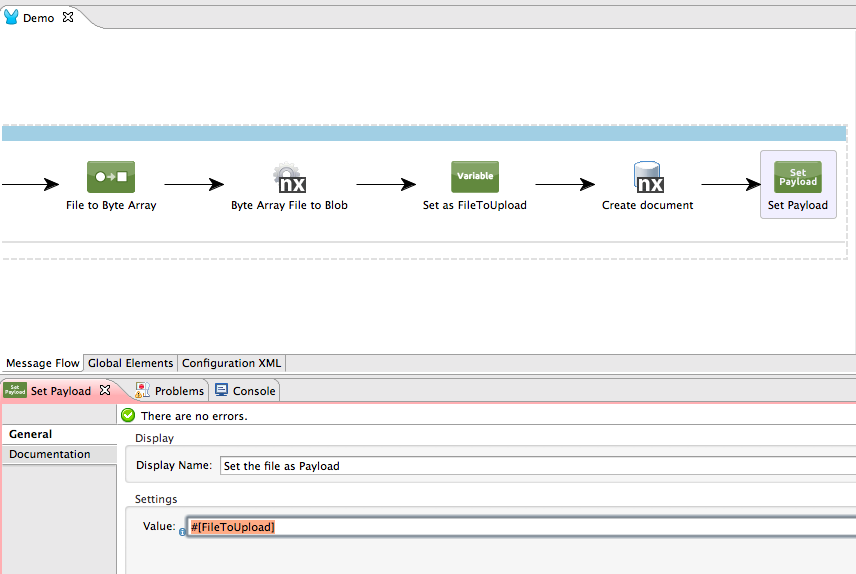 Demo
Variable
Set
Payload
nx
nx
File to Byte Array
Byte Array File to Blob
Set as FileToUpload
Create document
Set Payload
Message Flow
Global Elements
Configuration XML
Set
Payload
Set Payload
Problems
Console
There are no errors.
General
Documentation
Display
Display Name:
Set the file as Payload
Settings
Value:
#[FileToUpload]